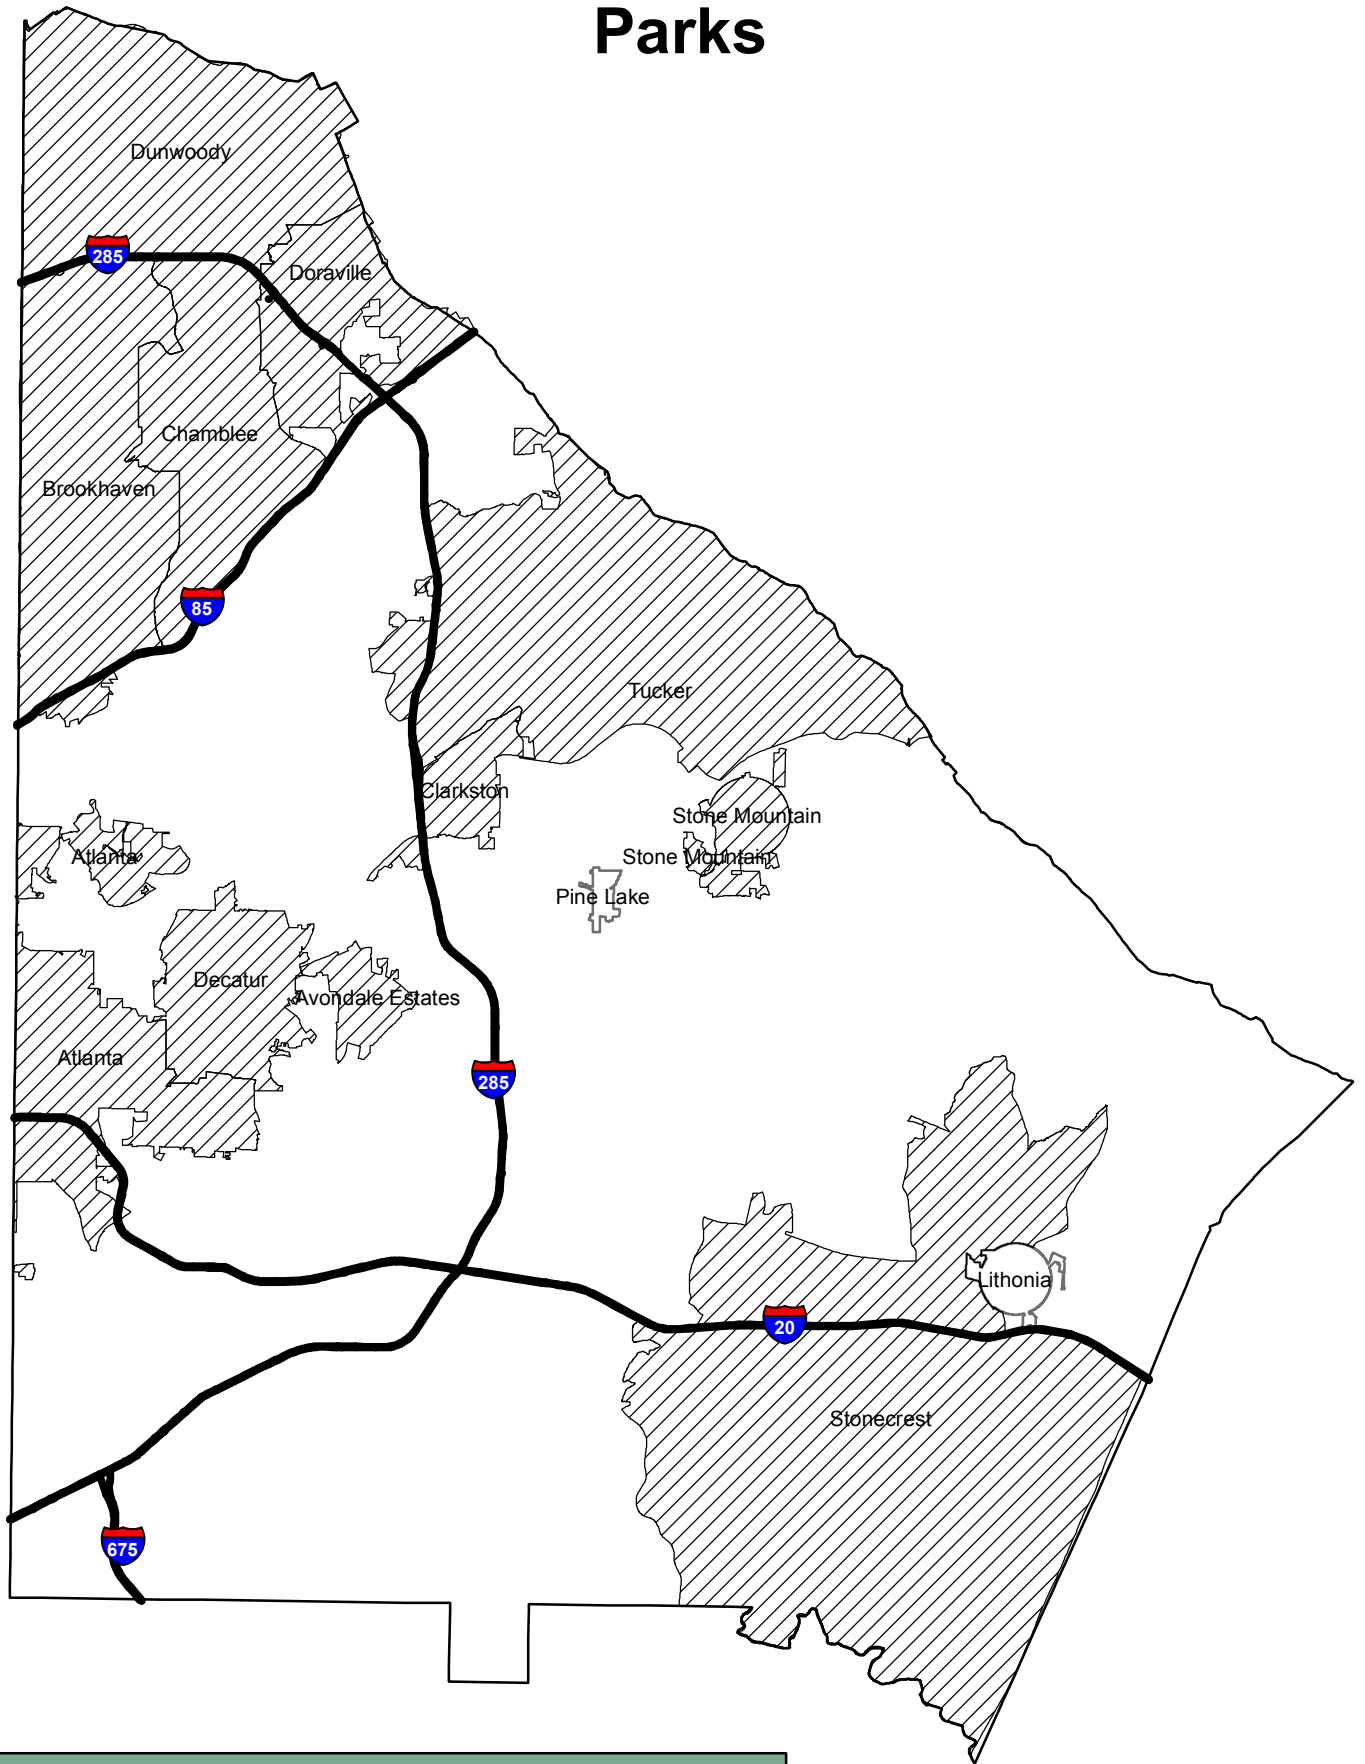 Parks
Dunwoody
285
Doraville
Chamblee
Brookhaven
85
Tucker
Clarkston
Stone Mountain
Atlanta
Stone Mountain
Pine Lake
Decatur
Avondale Estates
Atlanta
285
Lithonia
20
Stonecrest
675